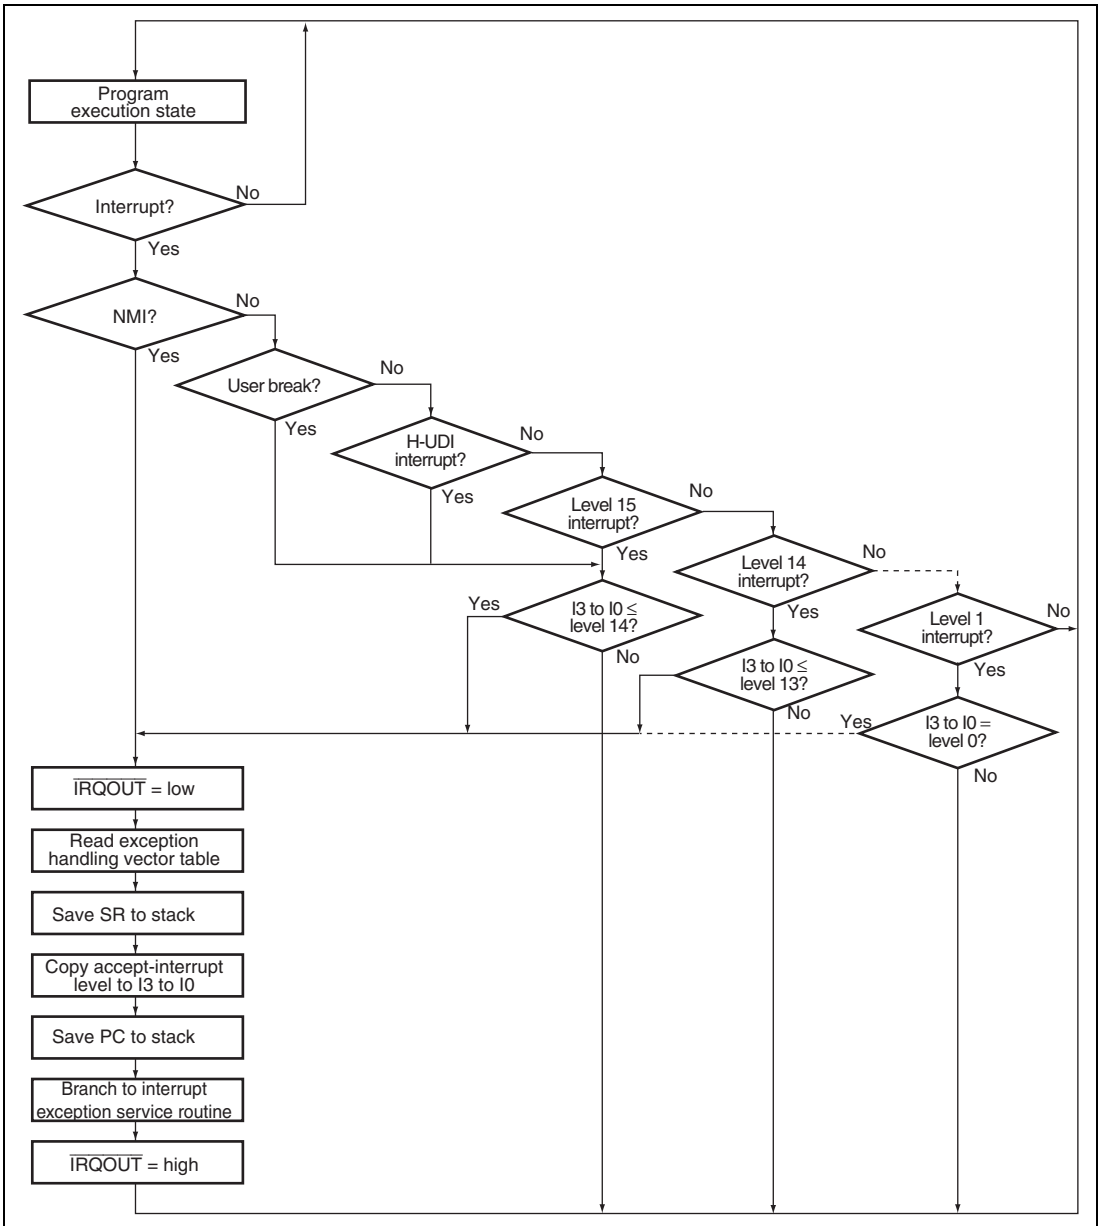 Program
execution state
Interrupt?
No
Yes
NMI?
No
Yes
User break?
No
Yes
H-UDI
interrupt?
No
Yes
Level 15
interrupt?
No
Yes
Level 14
interrupt?
No
Yes
Level 1
interrupt?
No
Yes
I3 to I0 ≤
level 14?
Yes
No
I3 to I0 ≤
level 13?
No
I3 to I0 =
level 0?
Yes
No
IRQOUT = low
Read exception
handling vector table
Save SR to stack
Copy accept-interrupt
level to I3 to I0
Save PC to stack
Branch to interrupt
exception service routine
IRQOUT = high